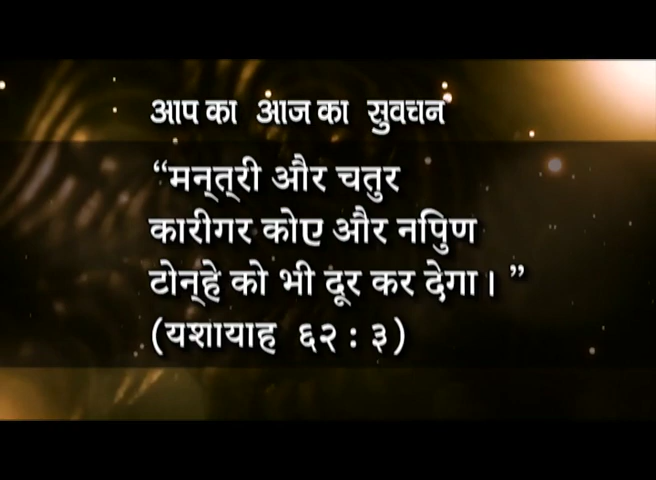 आप का आज का सुवचन
“मन्‌त्‌री और चतुर
कारीगर कोए और नपुिण
टोन्‌हे को भी दूर कर देगा। ”
(यशायाह ६२ : ३)